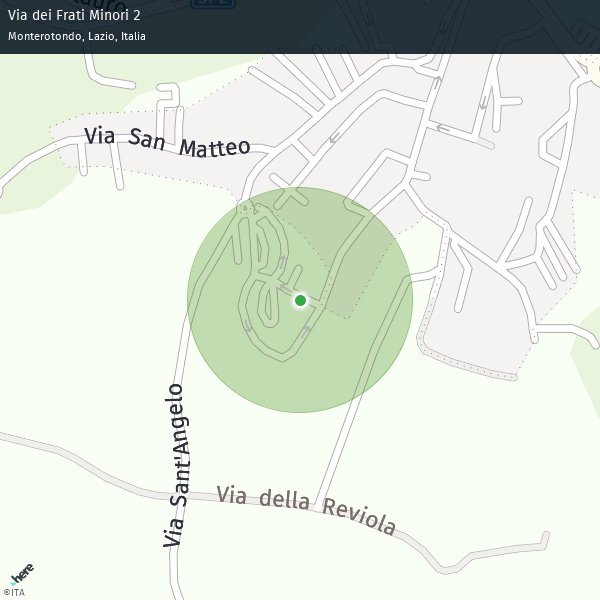 Via dei Frati Minori 2
Monterotondo, Lazio, Italia
Via San Matteo
Via Sant'Angelo
Via della Reviola
here
©ITA